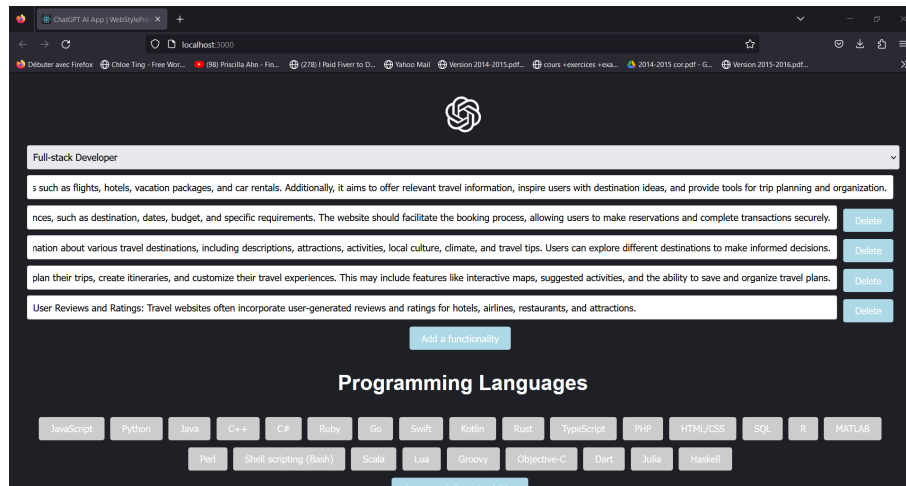 ChatGPT AI App | WebStylePre
localhost:3000
Débuter avec Firefox Chloe Ting - Free Wor... (98) Priscilla Ahn - Fin... (278) I Paid Fiverr to D... Yahoo Mail Version 2014-2015.pdf... cours +exercices +exa... 2014-2015 cor.pdf - G... Version 2015-2016.pdf...
Full-stack Developer
s such as flights, hotels, vacation packages, and car rentals. Additionally, it aims to offer relevant travel information, inspire users with destination ideas, and provide tools for trip planning and organization.
nces, such as destination, dates, budget, and specific requirements. The website should facilitate the booking process, allowing users to make reservations and complete transactions securely. Delete
nation about various travel destinations, including descriptions, attractions, activities, local culture, climate, and travel tips. Users can explore different destinations to make informed decisions. Delete
plan their trips, create itineraries, and customize their travel experiences. This may include features like interactive maps, suggested activities, and the ability to save and organize travel plans. Delete
User Reviews and Ratings: Travel websites often incorporate user-generated reviews and ratings for hotels, airlines, restaurants, and attractions. Delete
Add a functionality
Programming Languages
JavaScript Python Java C++ C# Ruby Go Swift Kotlin Rust TypeScript PHP HTML/CSS SQL R MATLAB
Perl Shell scripting (Bash) Scala Lua Groovy Objective-C Dart Julia Haskell